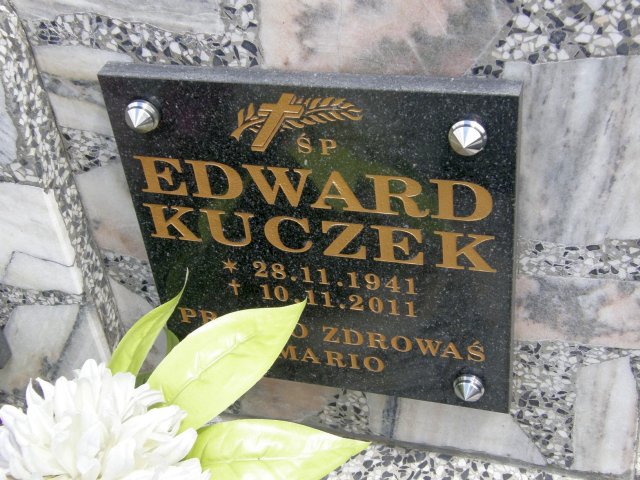 ŚP
EDWARD
KUCZEK
* 28.11.1941
† 10.11.2011
ZDROWAŚ
MARIO